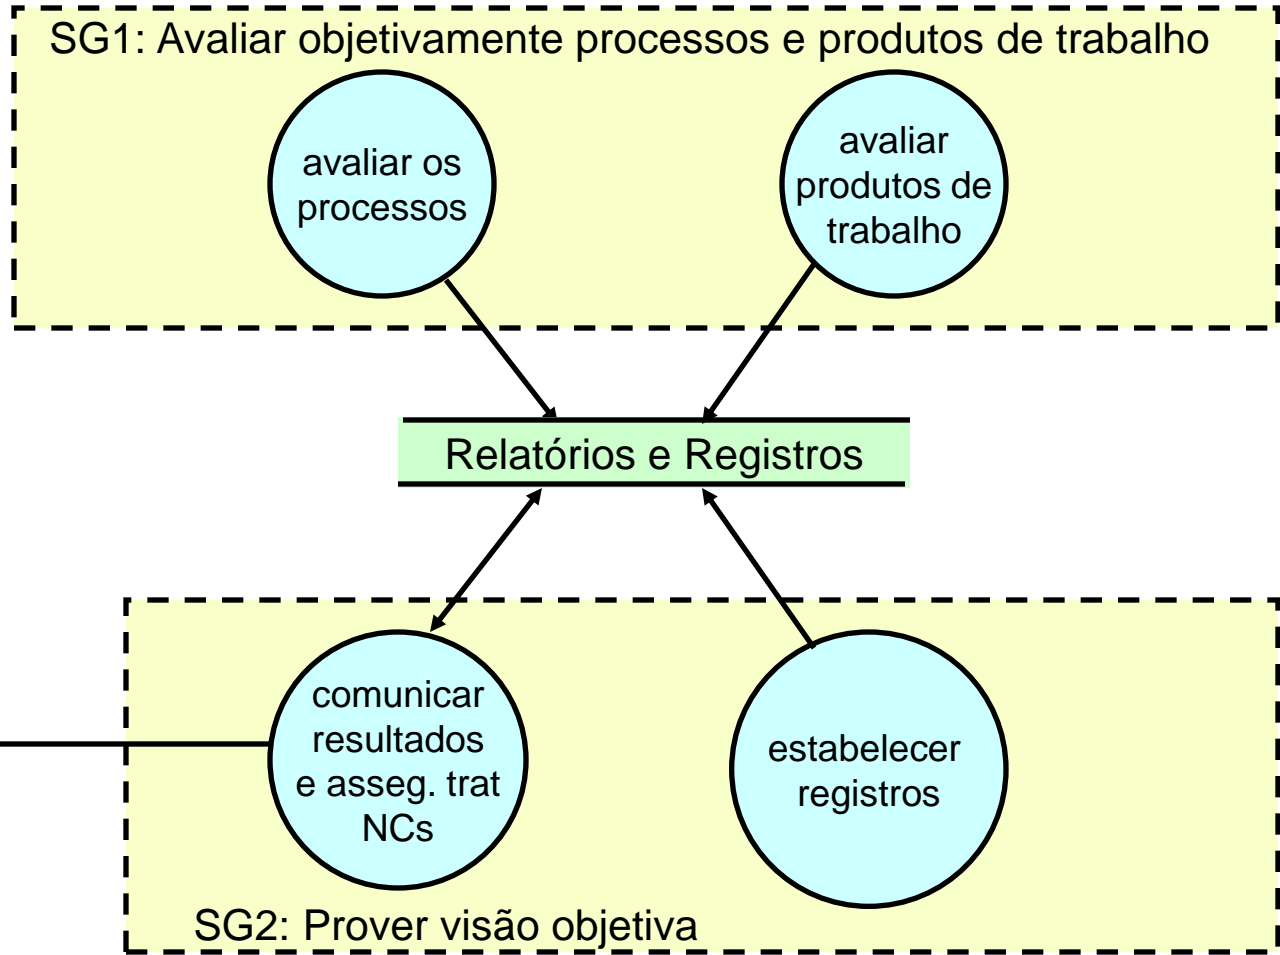 SG1: Avaliar objetivamente processos e produtos de trabalho
avaliar os
processos
avaliar
produtos de
trabalho
Relatórios e Registros
comunicar
resultados
e asseg. trat
NCs
estabelecer
registros
SG2: Prover visão objetiva